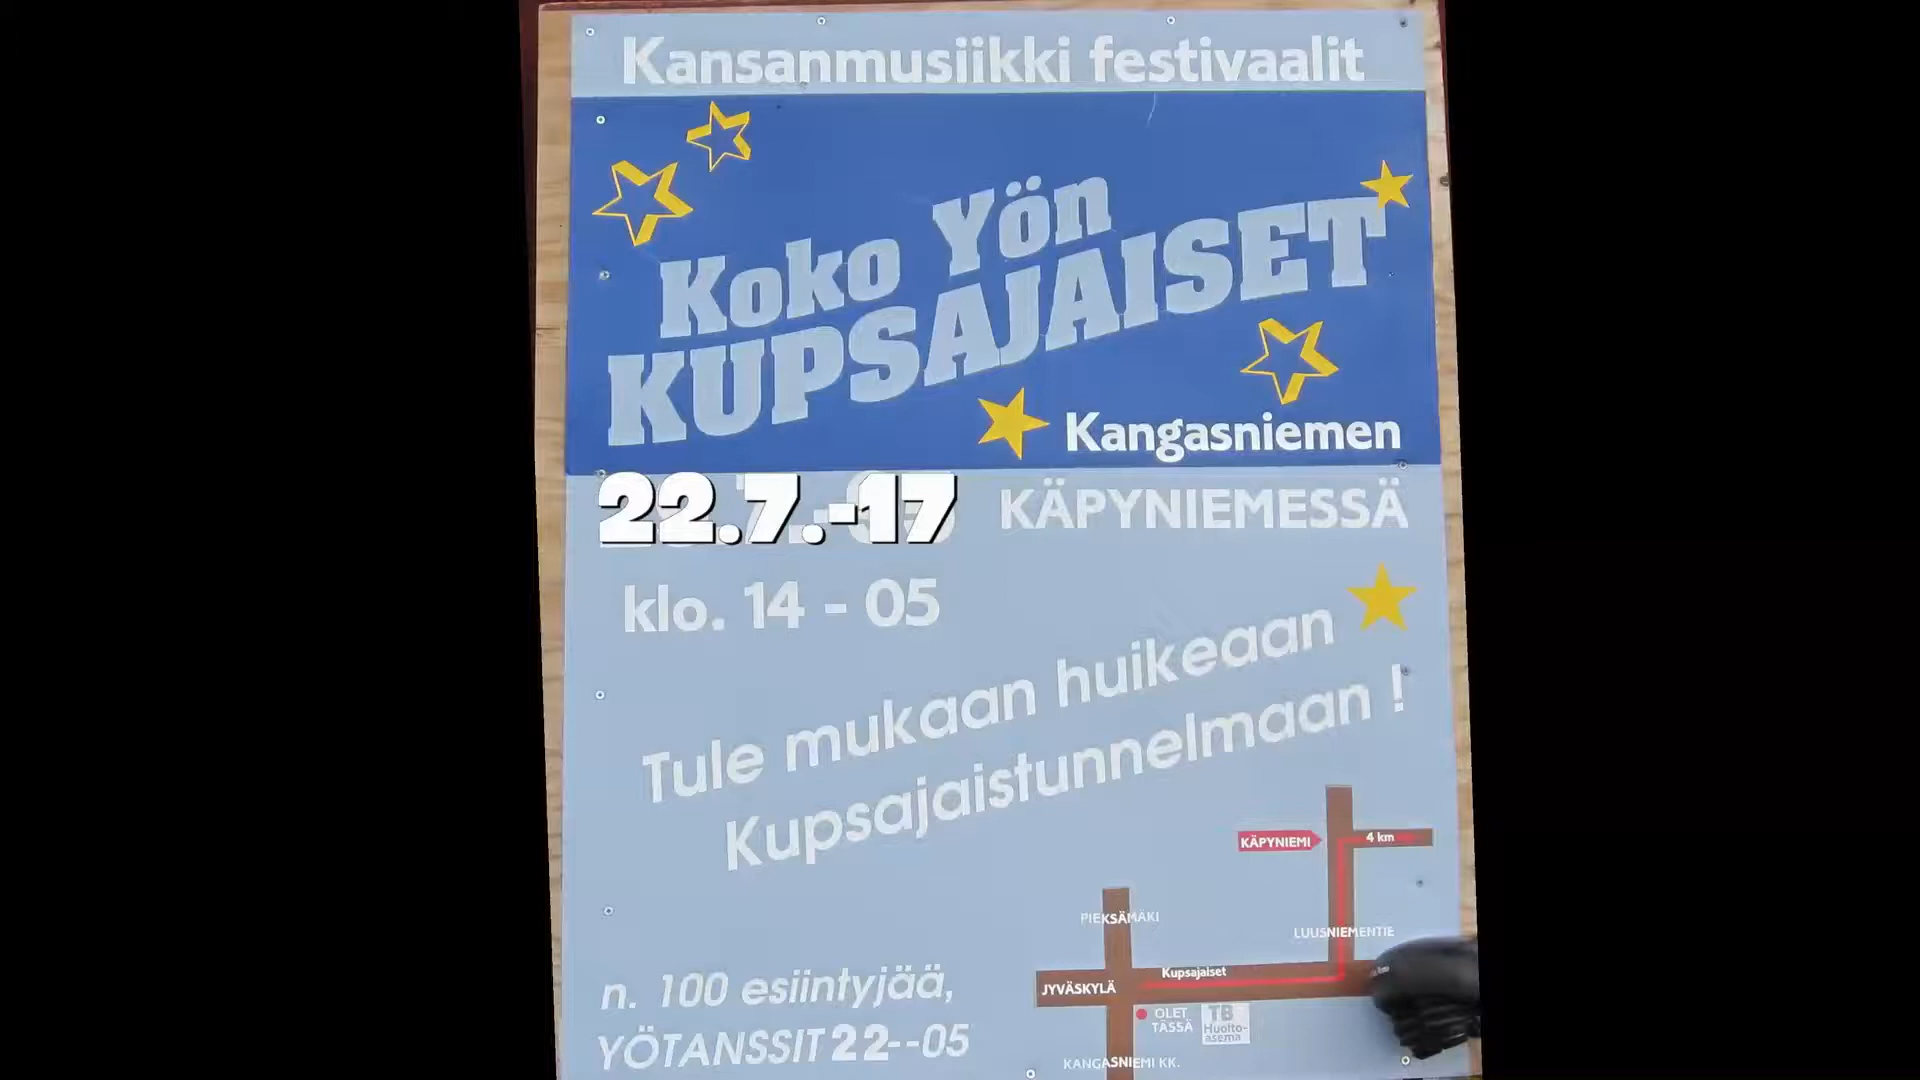 Kansanmusiikki festivaalit
Koko Yön
KUPSAJAISET
Kangasniemen
22.7.-17 KÄPYNIEMESSÄ
klo. 14 - 05
Tule mukaan huikeaan
Kupsajaistunnelmaan !
KÄPYNIEMI
4 km
PIEKSÄMÄKI
LUUSNIEMENTIE
Kupsajaiset
JYVÄSKYLÄ
OLET
TÄSSÄ
TB
Huolto-
asema
KANGASNIEMI KK.
n. 100 esiintyjää,
YÖTANSSIT 22--05